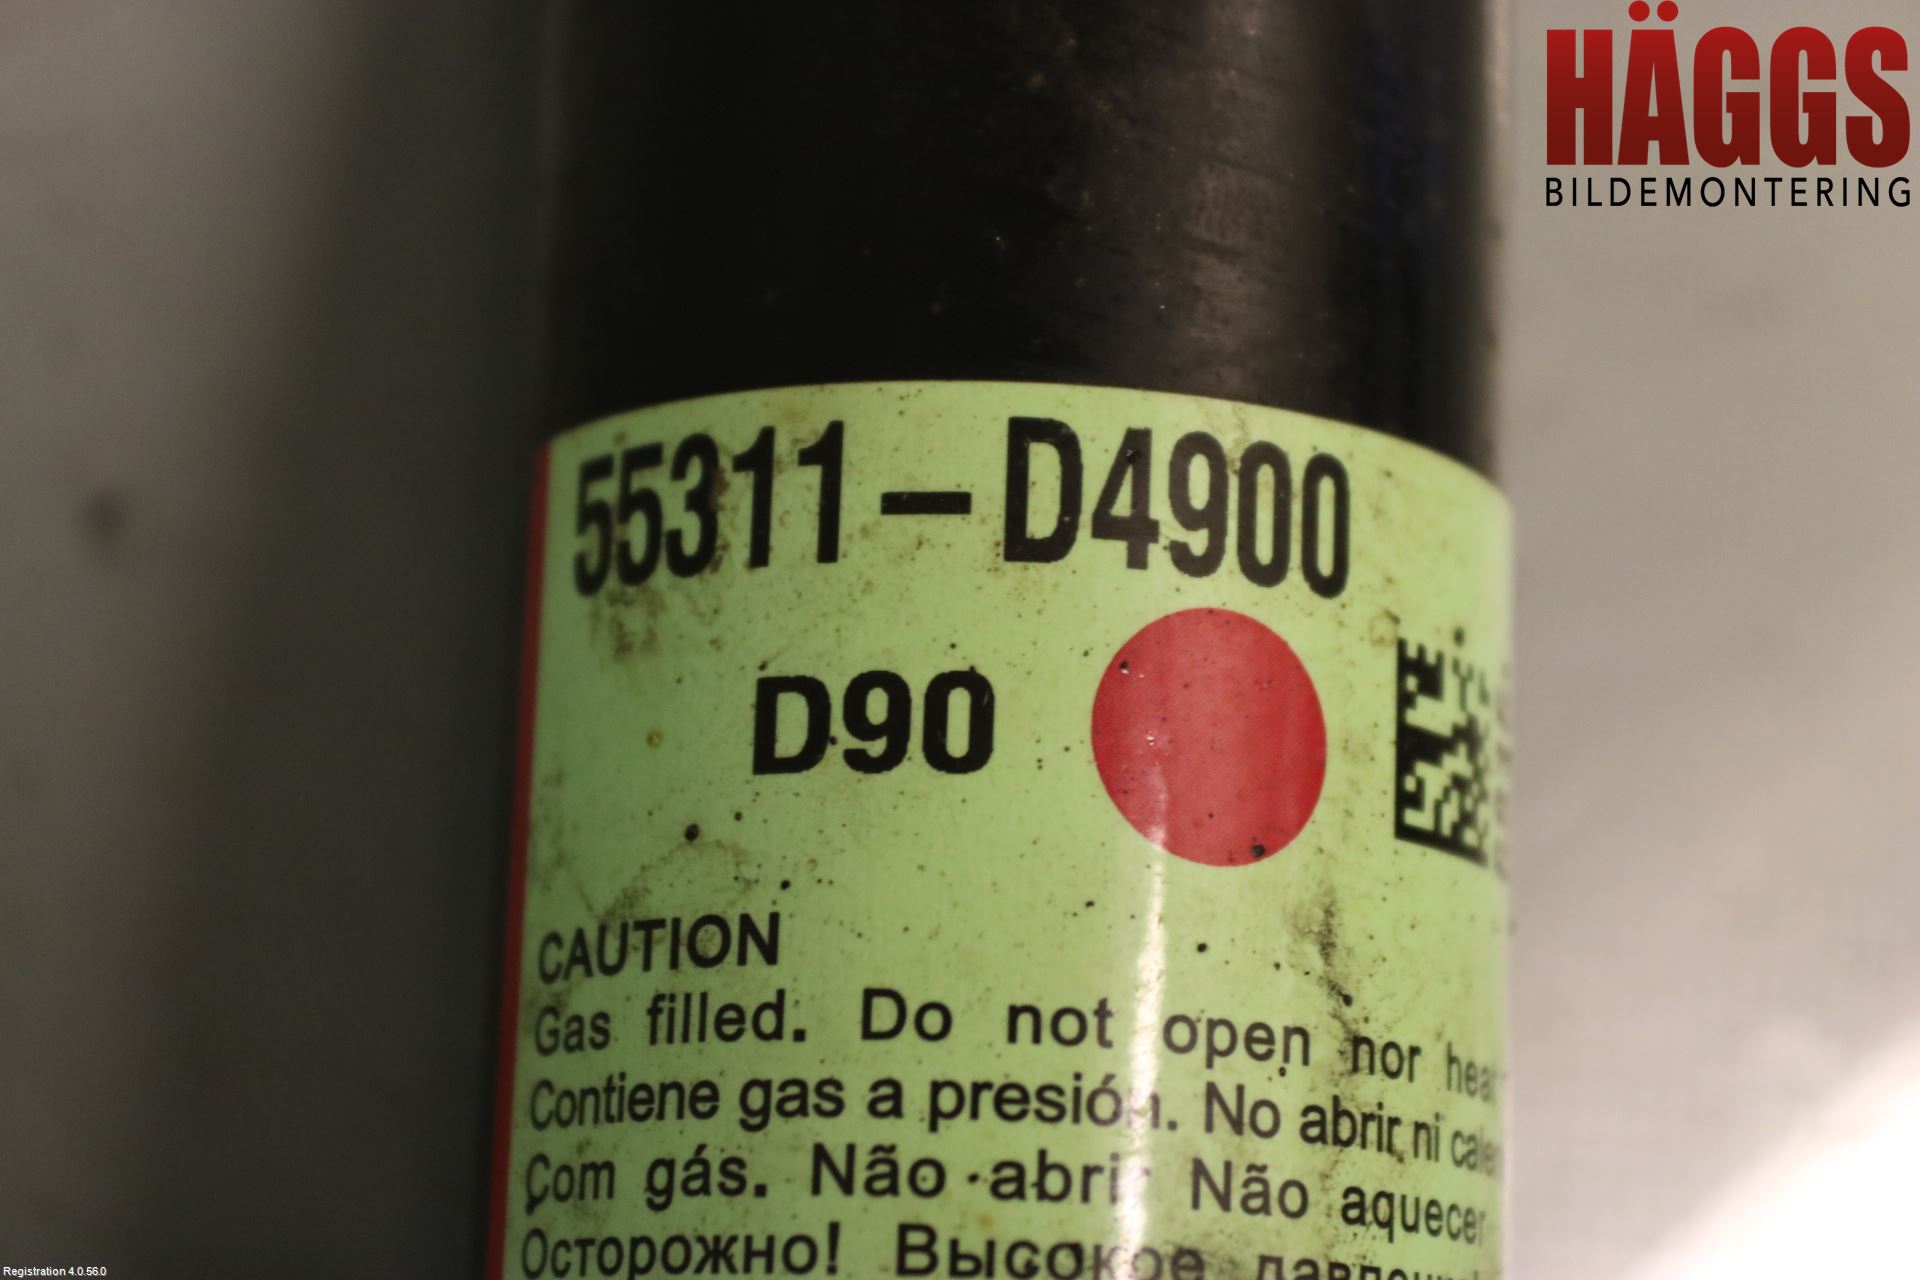 HÄGGS
BILDEMONTERING
55311-D4900
D90
CAUTION
Gas filled. Do not open nor heat
Contiene gas a presión. No abrir ni
Com gás. Não abrir Não aquecer
Осторожно! Высокое
Registration 4.0.56.0